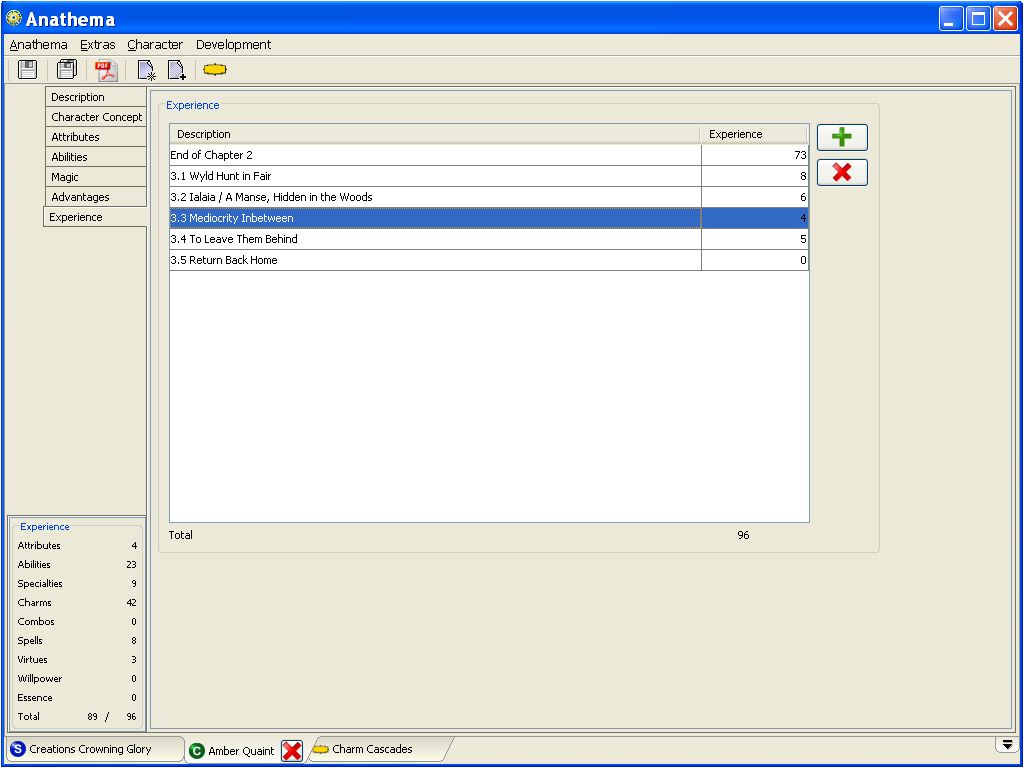 Anathema
Anathema Extras Character Development
PDF
Description
Character Concept
Attributes
Abilities
Magic
Advantages
Experience
Experience
Description Experience
End of Chapter 2 73
3.1 Wyld Hunt in Fair 8
3.2 Ialaia / A Manse, Hidden in the Woods 6
3.3 Mediocrity Inbetween 4
3.4 To Leave Them Behind 5
3.5 Return Back Home 0
Total 96
Experience
Attributes 4
Abilities 23
Specialties 9
Charms 42
Combos 0
Spells 8
Virtues 3
Willpower 0
Essence 0
Total 89 / 96
S Creations Crowning Glory C Amber Quaint Charm Cascades